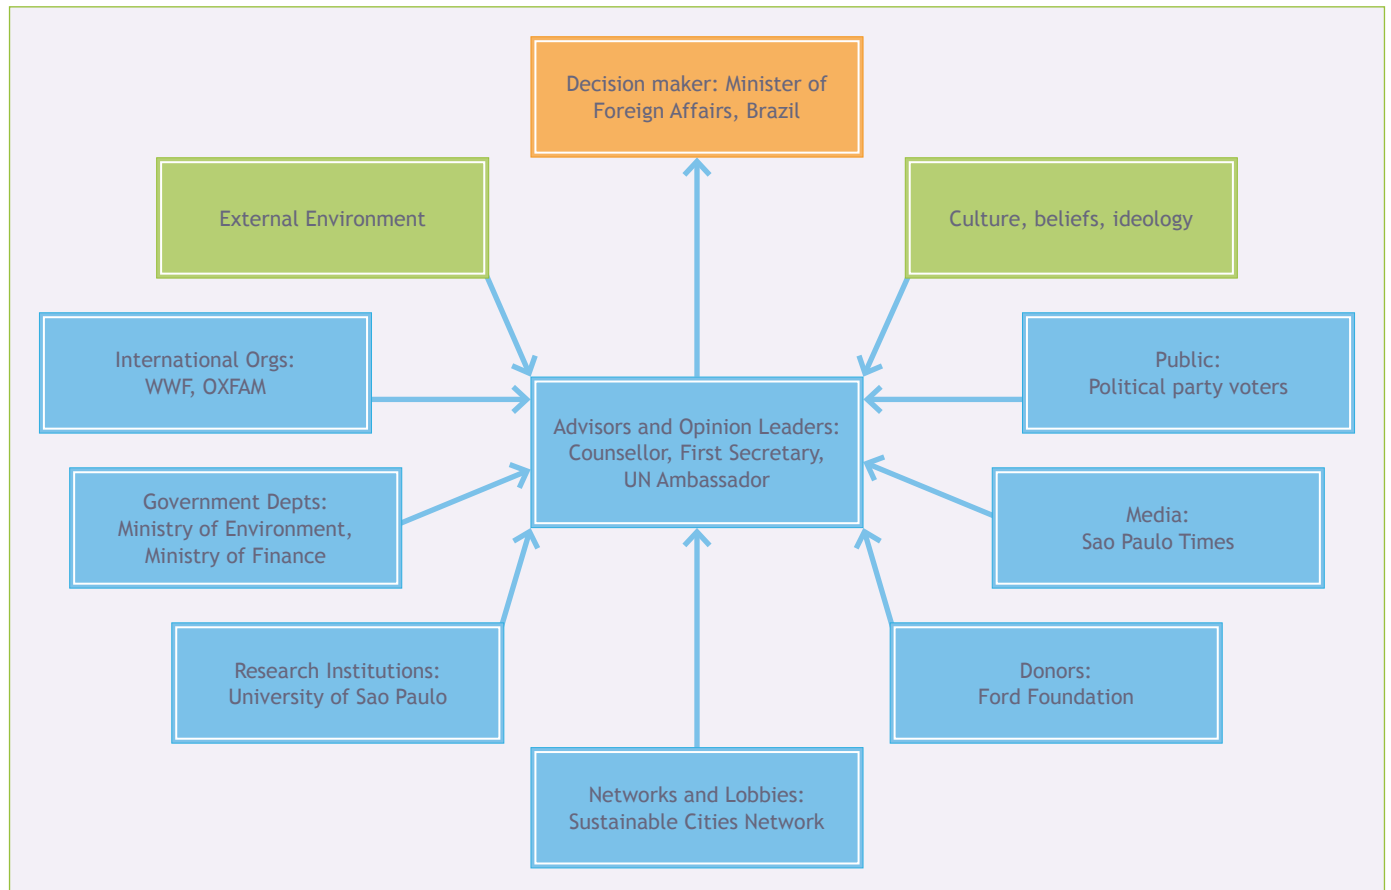 Decision maker: Minister of
Foreign Affairs, Brazil
External Environment
Culture, beliefs, ideology
International Orgs:
WWF, OXFAM
Public:
Political party voters
Advisors and Opinion Leaders:
Counsellor, First Secretary,
UN Ambassador
Government Depts:
Ministry of Environment,
Ministry of Finance
Media:
Sao Paulo Times
Research Institutions:
University of Sao Paulo
Donors:
Ford Foundation
Networks and Lobbies:
Sustainable Cities Network